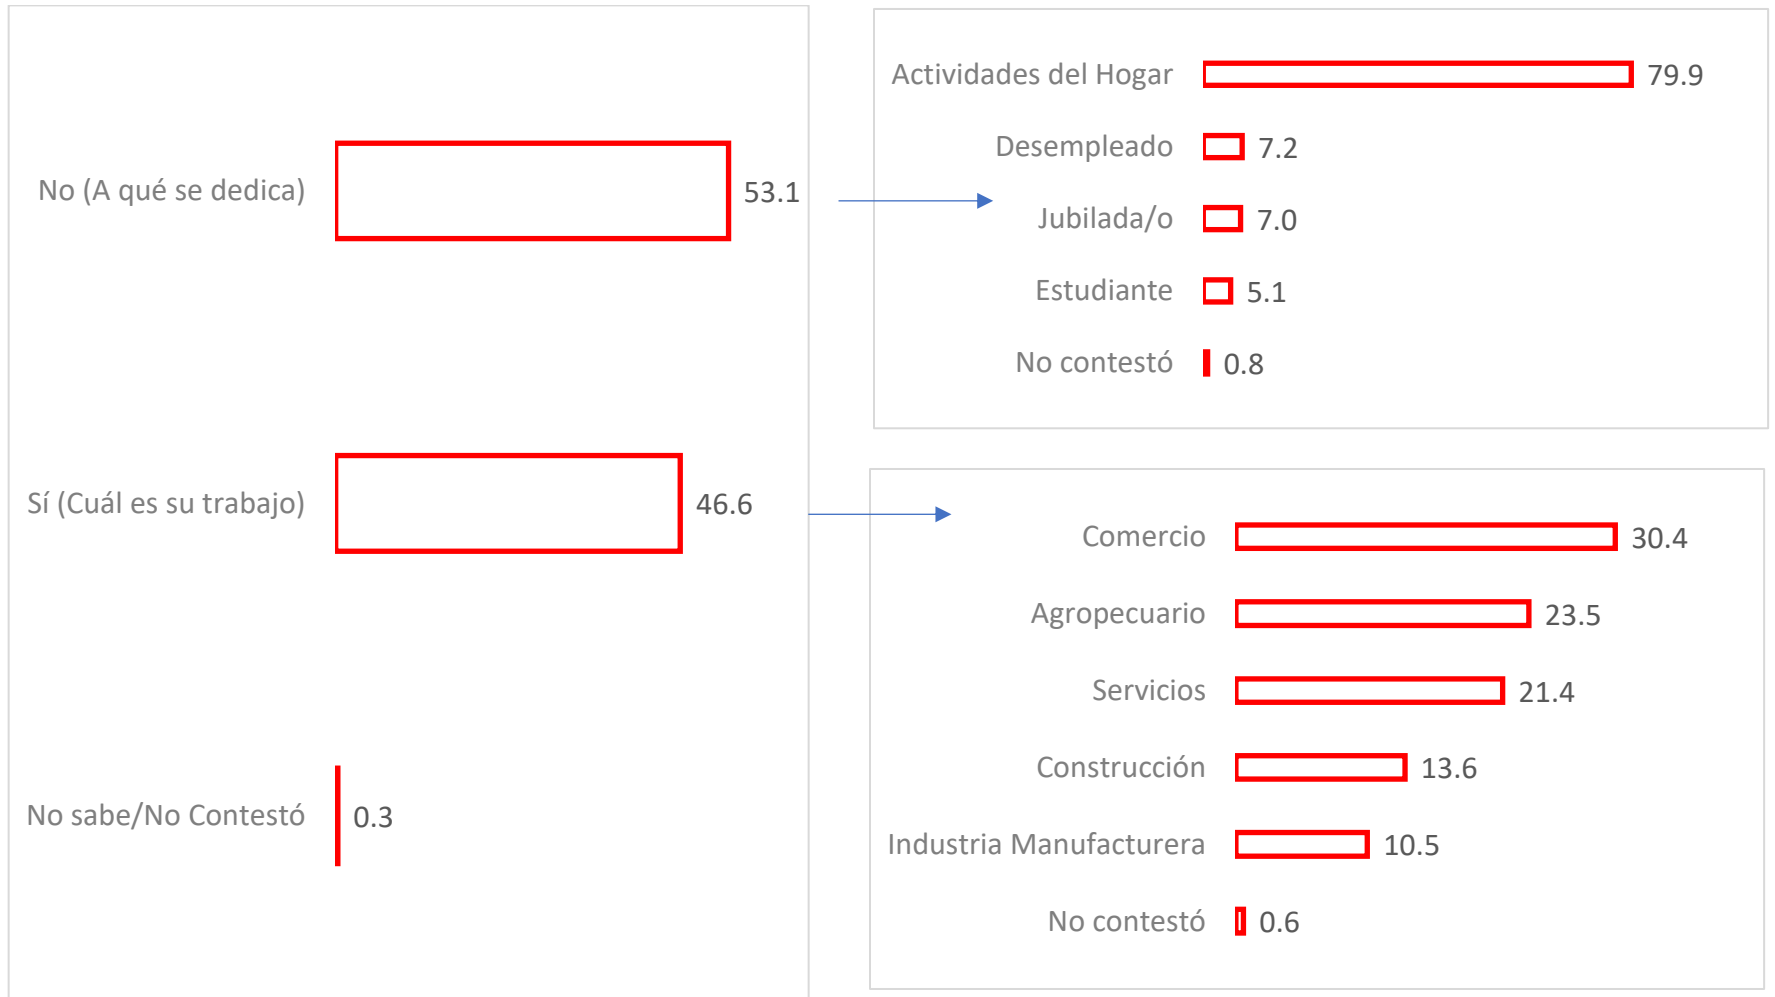 No (A qué se dedica) 53.1
Sí (Cuál es su trabajo) 46.6
No sabe/No Contestó 0.3
Actividades del Hogar 79.9
Desempleado 7.2
Jubilada/o 7.0
Estudiante 5.1
No contestó 0.8
Comercio 30.4
Agropecuario 23.5
Servicios 21.4
Construcción 13.6
Industria Manufacturera 10.5
No contestó 0.6